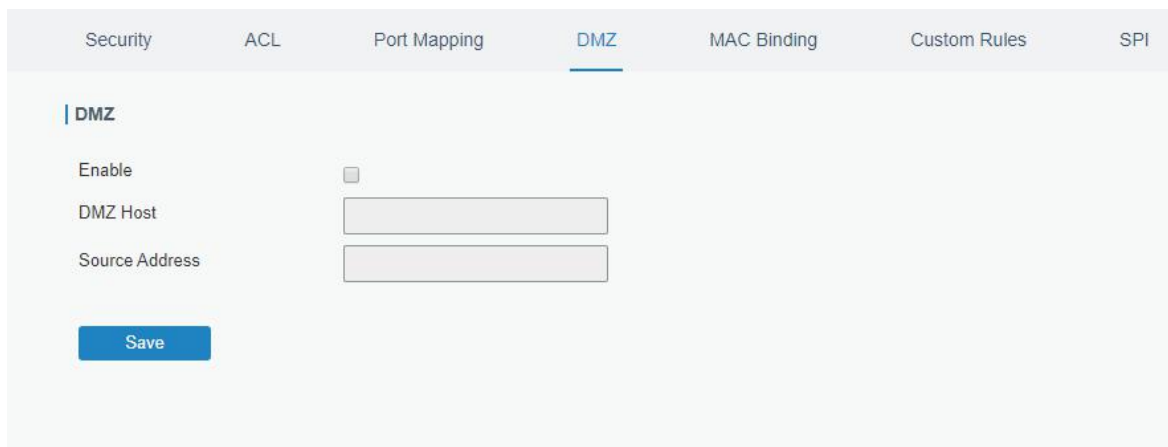 Security ACL Port Mapping DMZ MAC Binding Custom Rules SPI
DMZ
Enable
DMZ Host
Source Address
Save